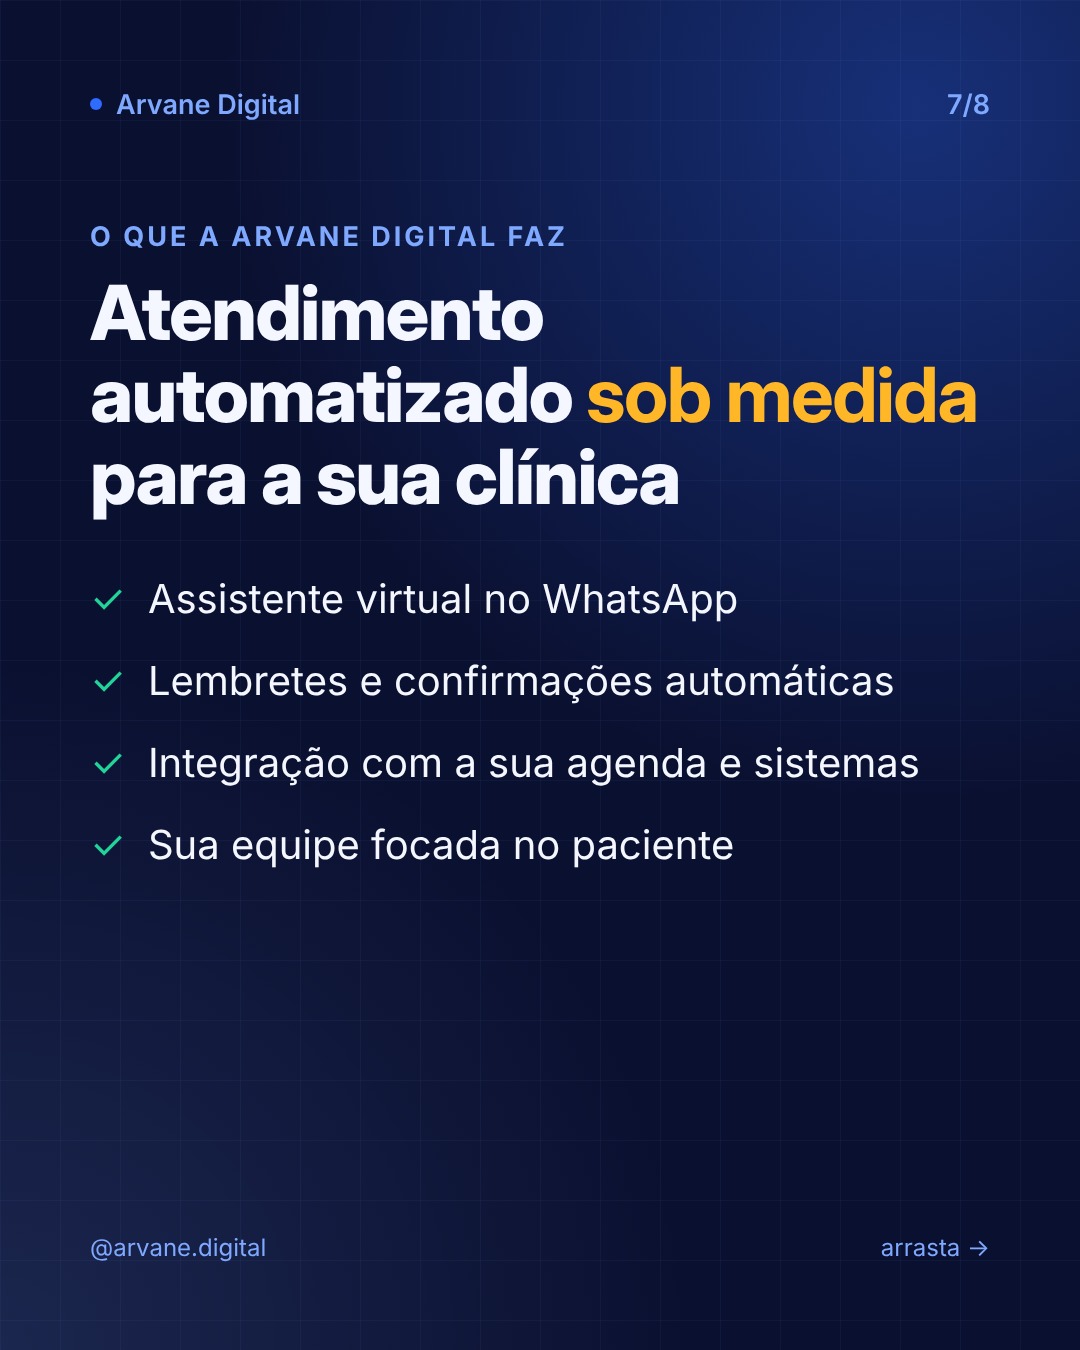 Arvane Digital
7/8
O QUE A ARVANE DIGITAL FAZ
Atendimento
automatizado sob medida
para a sua clínica
Assistente virtual no WhatsApp
Lembretes e confirmações automáticas
Integração com a sua agenda e sistemas
Sua equipe focada no paciente
@arvane.digital
arrasta →